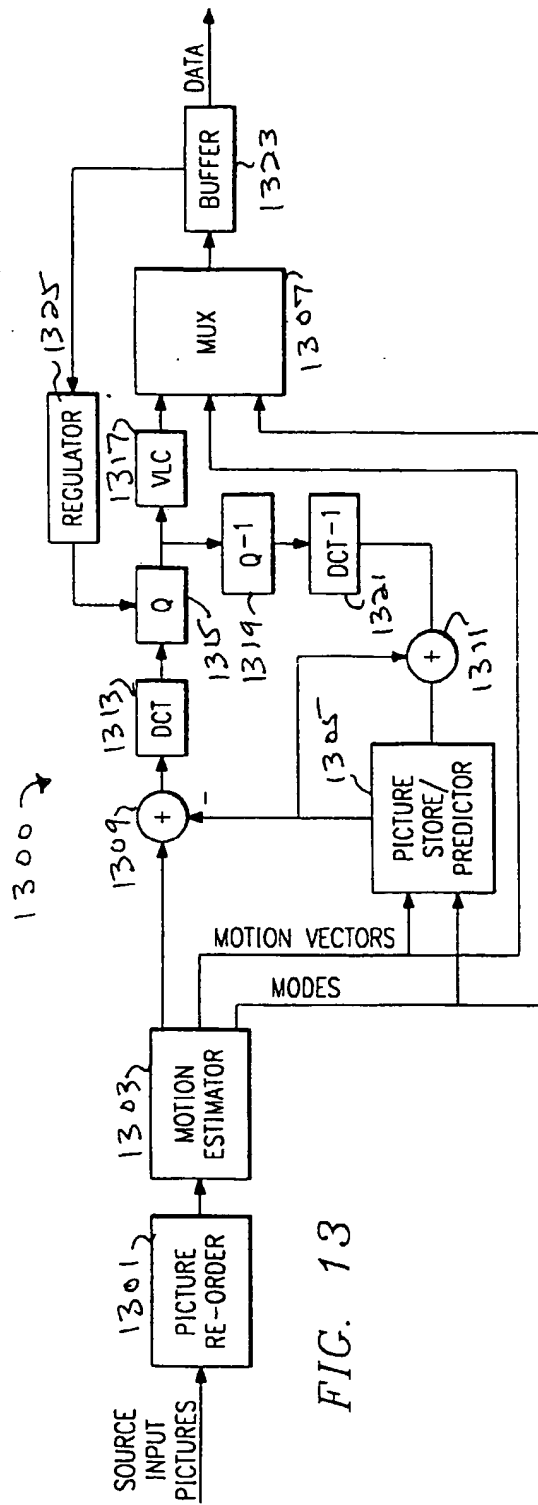 1300
SOURCE
INPUT
PICTURES
1301
PICTURE
RE-ORDER
1303
MOTION
ESTIMATOR
MOTION VECTORS
MODES
1309
+
-
1313
DCT
Q
1315
1317
VLC
REGULATOR
1325
Q-1
1319
DCT-1
1321
+
1311
1305
PICTURE
STORE/
PREDICTOR
MUX
1307
BUFFER
1323
DATA
FIG. 13